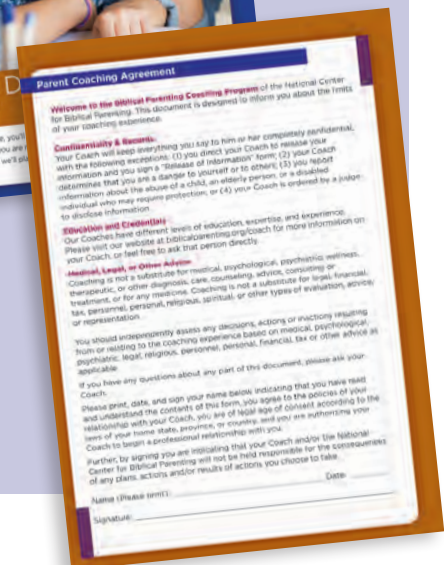 D
e, you'll
you are r
we'll pla
Parent Coaching Agreement
Welcome to the Biblical Parenting Coaching Program of the National Center
for Biblical Parenting. This document is designed to inform you about the limits
of your coaching experience.
Confidentiality & Records
Your Coach will keep everything you say to him or her completely confidential,
with the following exceptions: (1) you direct your Coach to release your
information and you sign a "Release of Information" form; (2) your Coach
determines that you are a danger to yourself or to others; (3) you report
information about the abuse of a child, an elderly person, or a disabled
individual who may require protection; or (4) your Coach is ordered by a judge
to disclose information.
Education and Credentials
Our Coaches have different levels of education, expertise, and experience.
Please visit our website at biblicalparenting.org/coach for more information on
your Coach, or feel free to ask that person directly.
Medical, Legal, or Other Advice
Coaching is not a substitute for medical, psychological, psychiatric, wellness,
therapeutic, or other diagnosis, care, counseling, advice, consulting or
treatment, or for any medicine. Coaching is not a substitute for legal, financial,
tax, personnel, personal, religious, spiritual, or other types of evaluation, advice,
or representation.
You should independently assess any decisions, actions or inactions resulting
from or relating to the coaching experience based on medical, psychological,
psychiatric, legal, religious, personnel, personal, financial, tax or other advice as
applicable.
If you have any questions about any part of this document, please ask your
Coach.
Please print, date, and sign your name below indicating that you have read
and understand the contents of this form, you agree to the policies of your
relationship with your Coach, you are of legal age of consent according to the
laws of your home state, province, or country, and you are authorizing your
Coach to begin a professional relationship with you.
Further, by signing you are indicating that your Coach and/or the National
Center for Biblical Parenting will not be held responsible for the consequences
of any plans, actions and/or results of actions you choose to take.
Name (Please print): Date:
Signature: